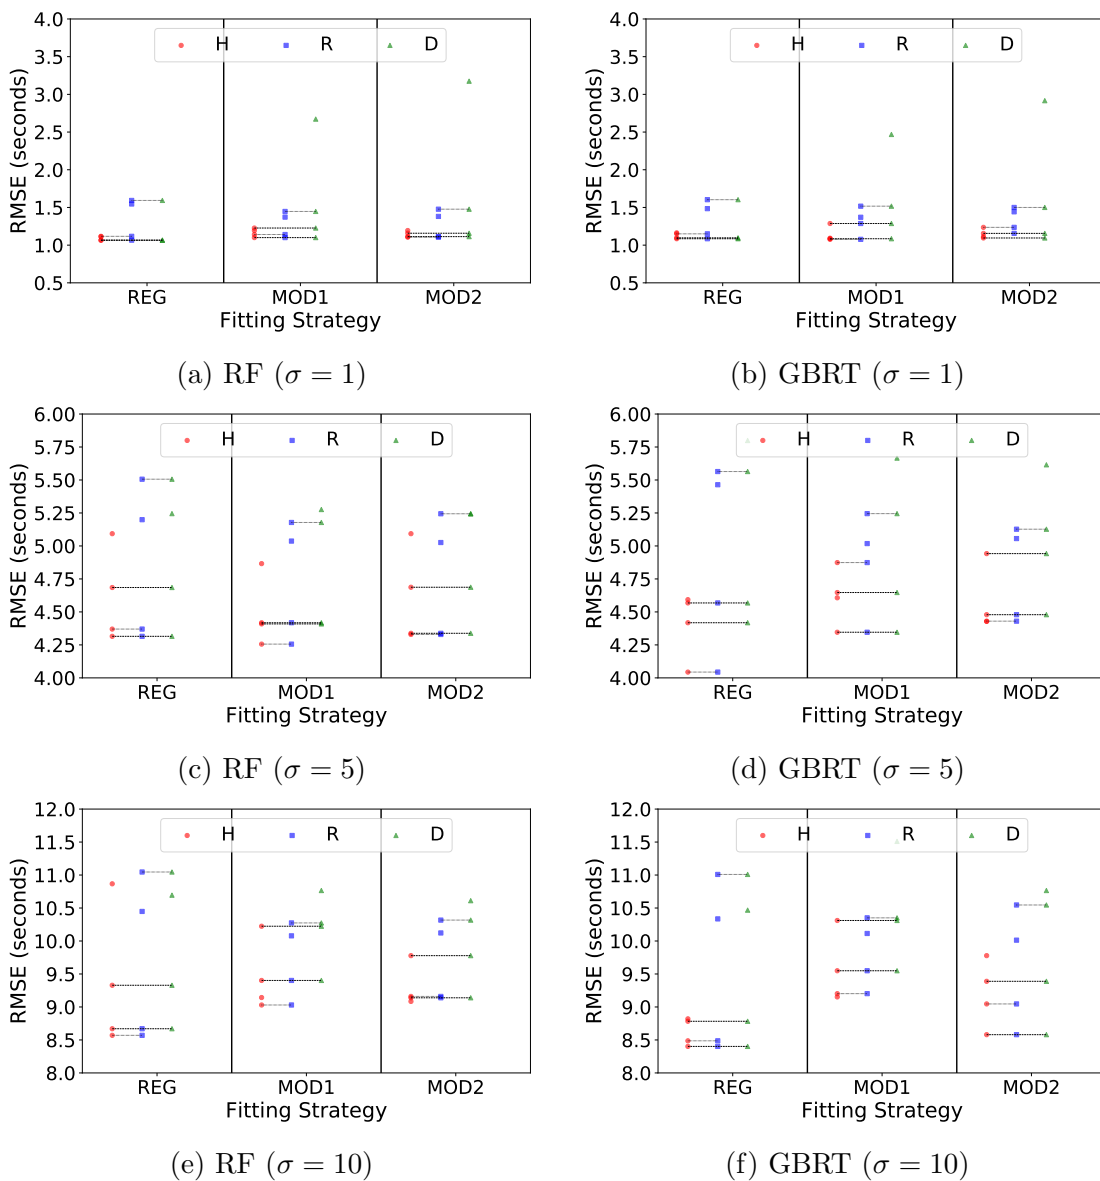 4.0
3.5
3.0
2.5
2.0
1.5
1.0
0.5
RMSE (seconds)
H R D
REG MOD1 MOD2
Fitting Strategy
(a) RF (σ = 1)
4.0
3.5
3.0
2.5
2.0
1.5
1.0
0.5
RMSE (seconds)
H R D
REG MOD1 MOD2
Fitting Strategy
(b) GBRT (σ = 1)
6.00
5.75
5.50
5.25
5.00
4.75
4.50
4.25
4.00
RMSE (seconds)
H R D
REG MOD1 MOD2
Fitting Strategy
(c) RF (σ = 5)
6.00
5.75
5.50
5.25
5.00
4.75
4.50
4.25
4.00
RMSE (seconds)
H R D
REG MOD1 MOD2
Fitting Strategy
(d) GBRT (σ = 5)
12.0
11.5
11.0
10.5
10.0
9.5
9.0
8.5
8.0
RMSE (seconds)
H R D
REG MOD1 MOD2
Fitting Strategy
(e) RF (σ = 10)
12.0
11.5
11.0
10.5
10.0
9.5
9.0
8.5
8.0
RMSE (seconds)
H R D
REG MOD1 MOD2
Fitting Strategy
(f) GBRT (σ = 10)